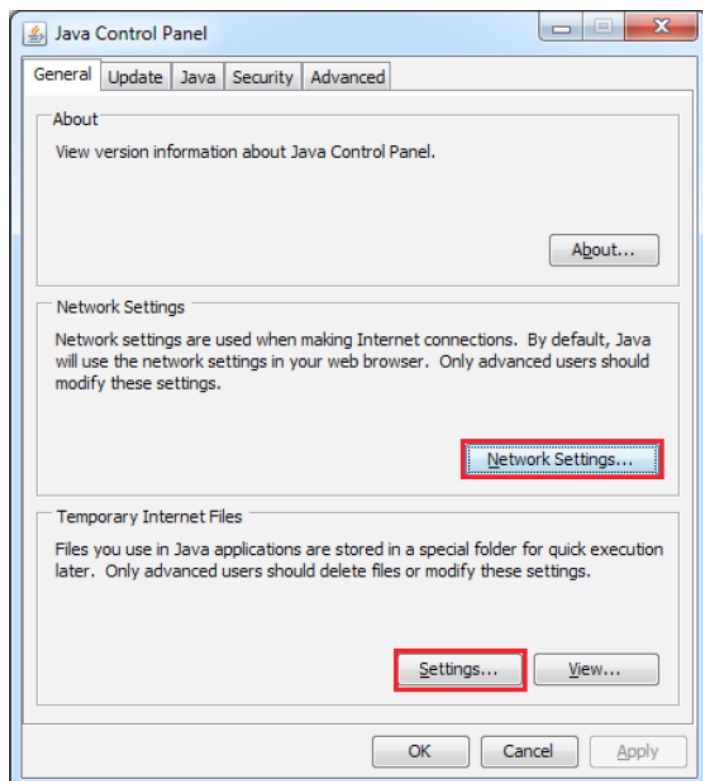 Java Control Panel
General Update Java Security Advanced
About
View version information about Java Control Panel.
About...
Network Settings
Network settings are used when making Internet connections.  By default, Java
will use the network settings in your web browser.  Only advanced users should
modify these settings.
Network Settings...
Temporary Internet Files
Files you use in Java applications are stored in a special folder for quick execution
later.  Only advanced users should delete files or modify these settings.
Settings... View...
OK Cancel Apply